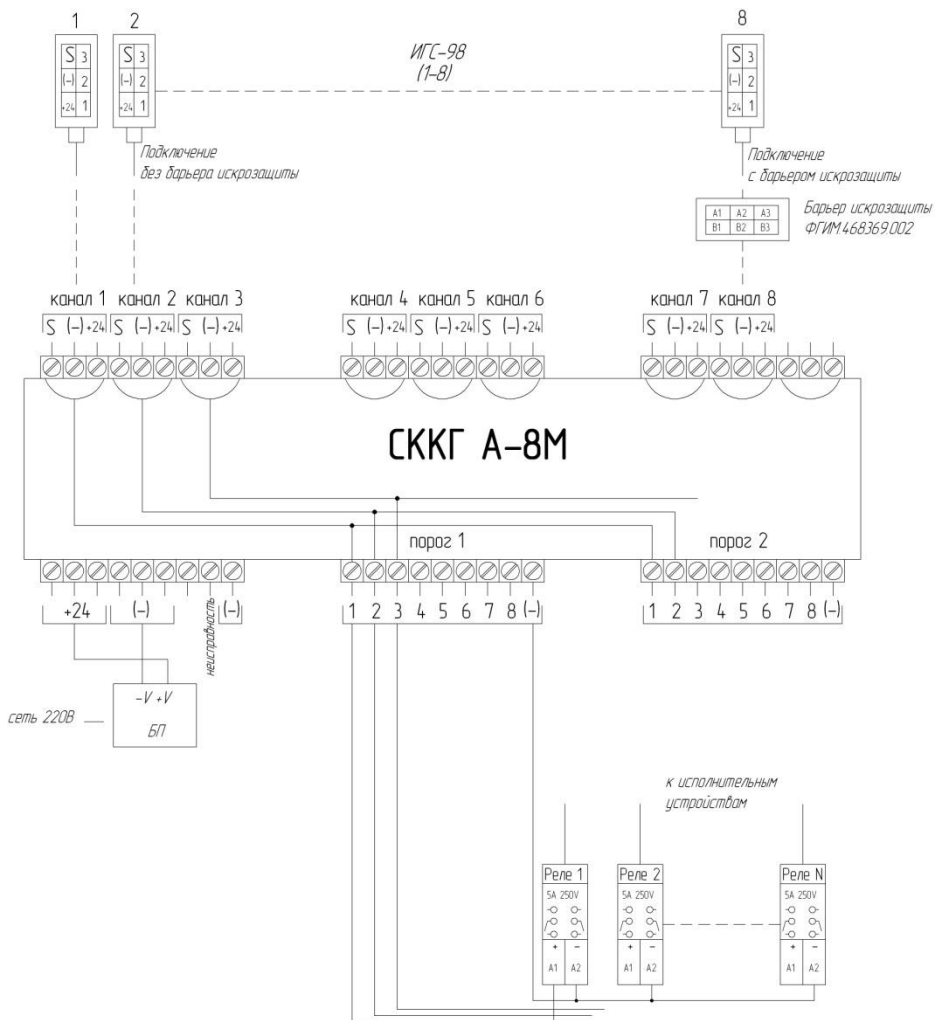 1 2 8
S 3 S 3 S 3
(-) 2 (-) 2 (-) 2
+24 1 +24 1 +24 1
ИГС-98
(1-8)
Подключение
без барьера искрозащиты
Подключение
с барьером искрозащиты
A1 A2 A3
B1 B2 B3
Барьер искрозащиты
ФГИМ.468369.002
канал 1 канал 2 канал 3 канал 4 канал 5 канал 6 канал 7 канал 8
S (-) +24 S (-) +24 S (-) +24 S (-) +24 S (-) +24 S (-) +24 S (-) +24 S (-) +24
СККГ А-8М
порог 1 порог 2
+24 (-) неисправность (-)
1 2 3 4 5 6 7 8 (-)
1 2 3 4 5 6 7 8 (-)
-V +V
БП
сеть 220В
к исполнительным
устройствам
Реле 1 Реле 2 Реле N
5A 250V 5A 250V 5A 250V
+ - + - + -
A1 A2 A1 A2 A1 A2